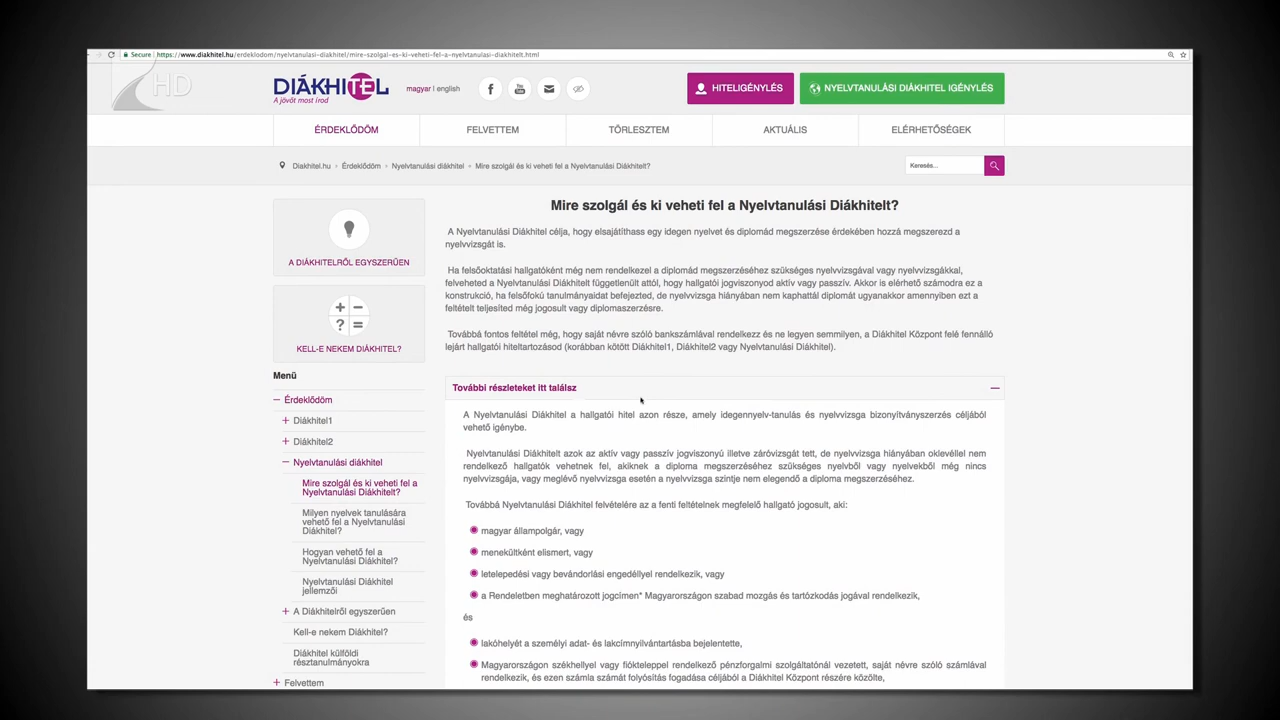 Secure https://www.diakhitel.hu/erdeklodom/nyelvtanulasi-diakhitel/mire-szolgal-es-ki-veheti-fel-a-nyelvtanulasi-diakhitelt.html
HD
DIÁKHITEL
A jövőt most írod
magyar | english
f
You Tube
HITELIGÉNYLÉS
NYELVTANULÁSI DIÁKHITEL IGÉNYLÉS
ÉRDEKLŐDÖM
FELVETTEM
TÖRLESZTEM
AKTUÁLIS
ELÉRHETŐSÉGEK
Diakhitel.hu › Érdeklődöm › Nyelvtanulási diákhitel › Mire szolgál és ki veheti fel a Nyelvtanulási Diákhitelt?
Keresés...
A DIÁKHITELRŐL EGYSZERŰEN
KELL-E NEKEM DIÁKHITEL?
Menü
Érdeklődöm
Diákhitel1
Diákhitel2
Nyelvtanulási diákhitel
Mire szolgál és ki veheti fel a
Nyelvtanulási Diákhitelt?
Milyen nyelvek tanulására
vehető fel a Nyelvtanulási
Diákhitel?
Hogyan vehető fel a
Nyelvtanulási Diákhitel?
Nyelvtanulási Diákhitel
jellemzői
A Diákhitelről egyszerűen
Kell-e nekem Diákhitel?
Diákhitel külföldi
résztanulmányokra
Felvettem
Mire szolgál és ki veheti fel a Nyelvtanulási Diákhitelt?
A Nyelvtanulási Diákhitel célja, hogy elsajátíthass egy idegen nyelvet és diplomád megszerzése érdekében hozzá megszerezd a
nyelvvizsgát is.
Ha felsőoktatási hallgatóként még nem rendelkezel a diplomád megszerzéséhez szükséges nyelvvizsgával vagy nyelvvizsgákkal,
felveheted a Nyelvtanulási Diákhitelt függetlenült attól, hogy hallgatói jogviszonyod aktív vagy passzív. Akkor is elérhető számodra ez a
konstrukció, ha felsőfokú tanulmányaidat befejezted, de nyelvvizsga hiányában nem kaphattál diplomát ugyanakkor amennyiben ezt a
feltételt teljesíted még jogosult vagy diplomaszerzésre.
Továbbá fontos feltétel még, hogy saját névre szóló bankszámlával rendelkezz és ne legyen semmilyen, a Diákhitel Központ felé fennálló
lejárt hallgatói hiteltartozásod (korábban kötött Diákhitel1, Diákhitel2 vagy Nyelvtanulási Diákhitel).
További részleteket itt találsz
A Nyelvtanulási Diákhitel a hallgatói hitel azon része, amely idegennyelv-tanulás és nyelvvizsga bizonyítványszerzés céljából
vehető igénybe.
Nyelvtanulási Diákhitelt azok az aktív vagy passzív jogviszonyú illetve záróvizsgát tett, de nyelvvizsga hiányában oklevéllel nem
rendelkező hallgatók vehetnek fel, akiknek a diploma megszerzéséhez szükséges nyelvből vagy nyelvekből még nincs
nyelvvizsgája, vagy meglévő nyelvvizsga esetén a nyelvvizsga szintje nem elegendő a diploma megszerzéséhez.
Továbbá Nyelvtanulási Diákhitel felvételére az a fenti feltételnek megfelelő hallgató jogosult, aki:
magyar állampolgár, vagy
menekültként elismert, vagy
letelepedési vagy bevándorlási engedéllyel rendelkezik, vagy
a Rendeletben meghatározott jogcímen* Magyarországon szabad mozgás és tartózkodás jogával rendelkezik,
és
lakóhelyét a személyi adat- és lakcímnyilvántartásba bejelentette,
Magyarországon székhellyel vagy fiókteleppel rendelkező pénzforgalmi szolgáltatónál vezetett, saját névre szóló számlával
rendelkezik, és ezen számla számát folyósítás fogadása céljából a Diákhitel Központ részére közölte,